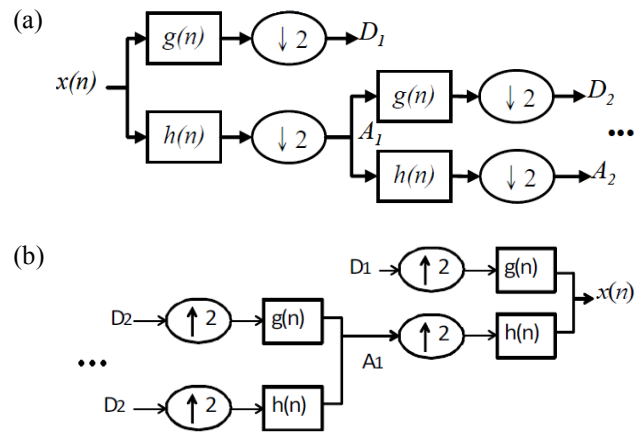 (a)
g(n) ↓ 2 D₁
x(n)
g(n) ↓ 2 D₂
h(n) ↓ 2 A₁
...
h(n) ↓ 2 A₂
(b)
D1 ↑ 2 g(n)
x(n)
D2 ↑ 2 g(n)
↑ 2 h(n)
A1
...
D2 ↑ 2 h(n)